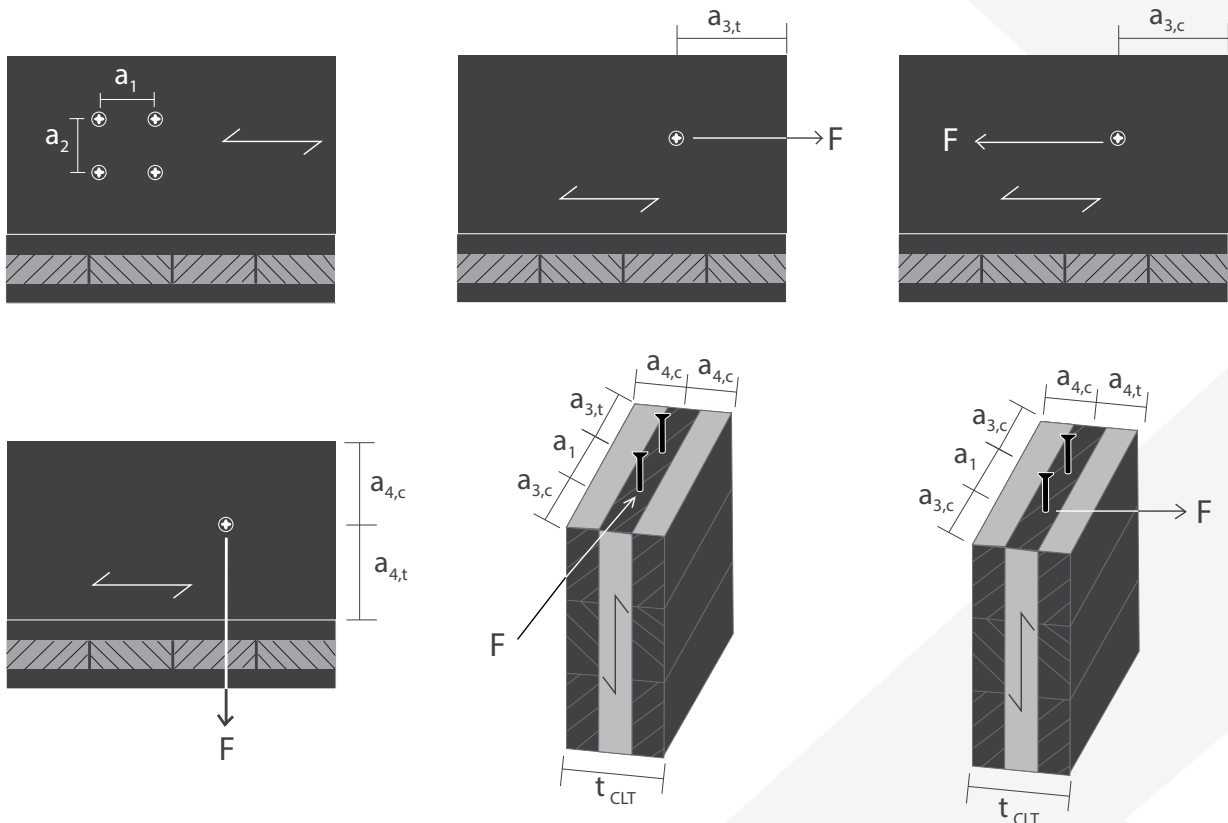 a1
a2
a3,t
F
a3,c
F
a4,c
a4,t
F
a4,c a4,c
a3,t
a1
a3,c
F
t CLT
a4,c a4,t
a3,c
a1
a3,c
F
t CLT